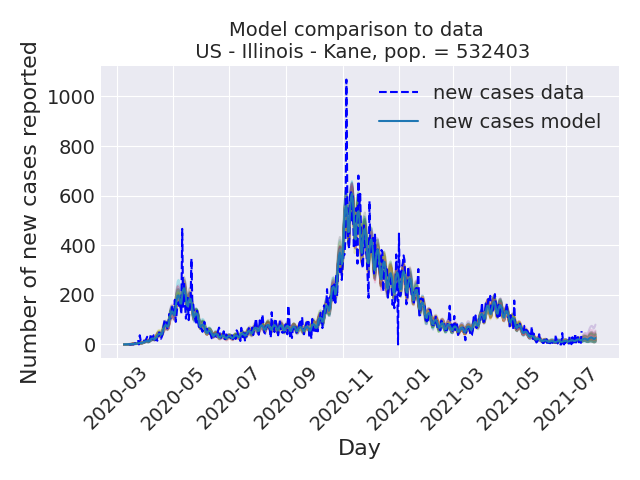 Model comparison to data
US - Illinois - Kane, pop. = 532403
Number of new cases reported
1000
800
600
400
200
0
new cases data
new cases model
2020-03
2020-05
2020-07
2020-09
2020-11
2021-01
2021-03
2021-05
2021-07
Day